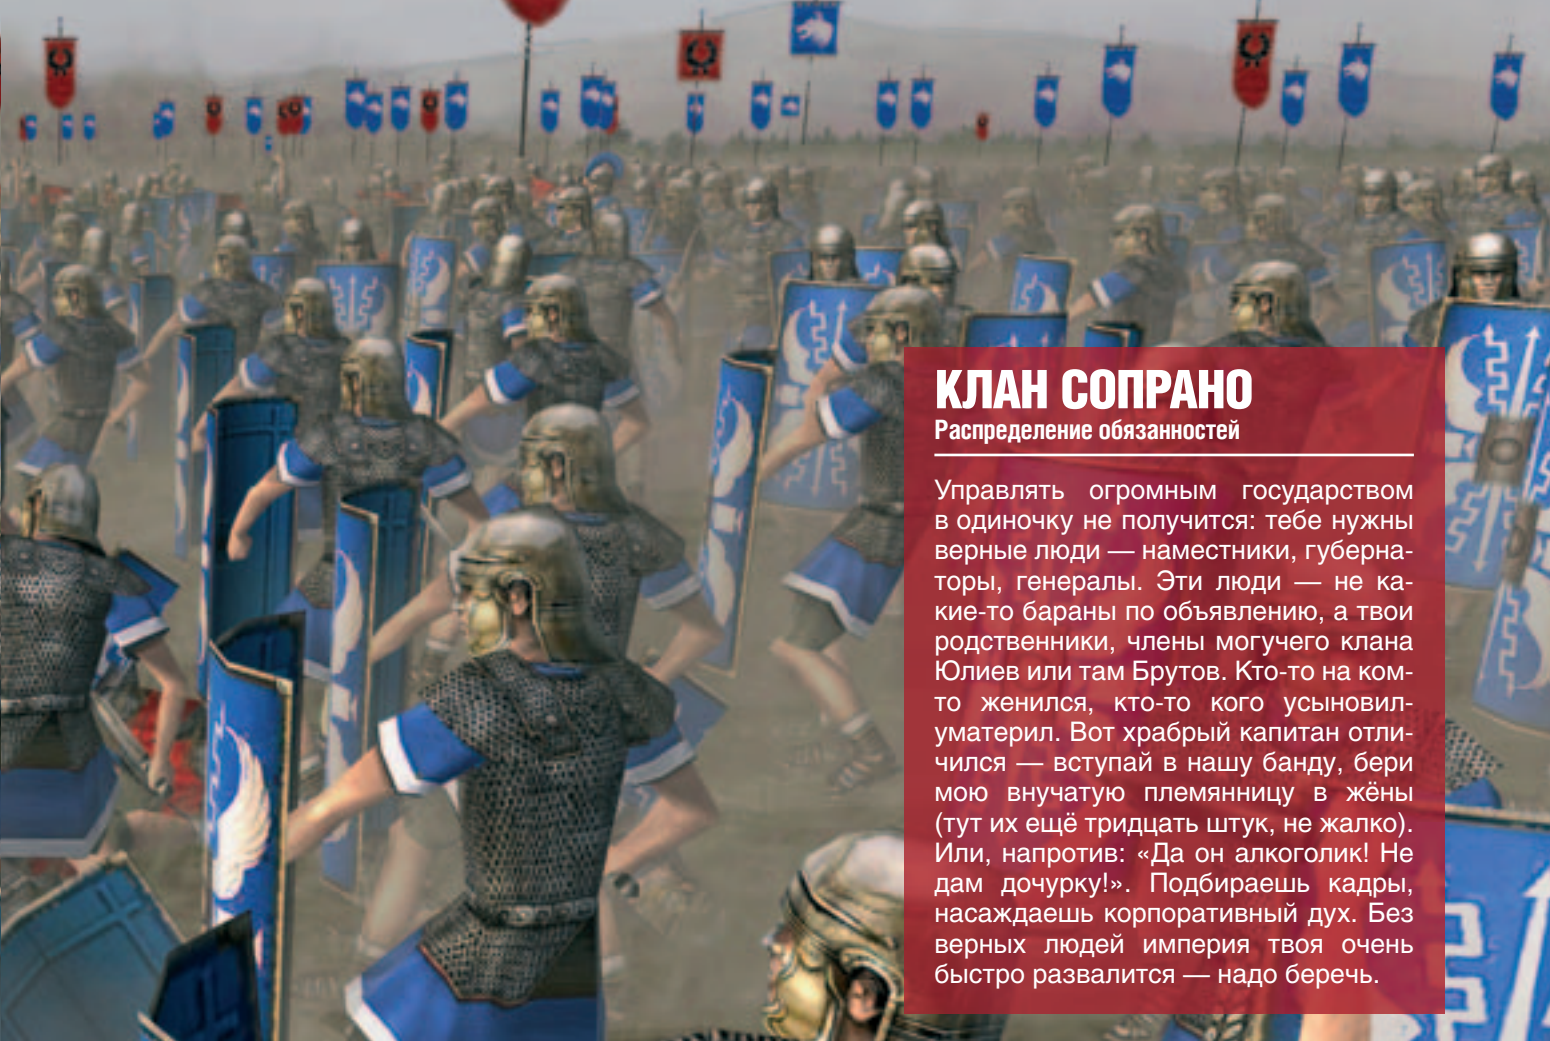 КЛАН СОПРАНО
Распределение обязанностей
Управлять огромным государством
в одиночку не получится: тебе нужны
верные люди — наместники, губерна-
торы, генералы. Эти люди — не ка-
кие-то бараны по объявлению, а твои
родственники, члены могучего клана
Юлиев или там Брутов. Кто-то на ком-
то женился, кто-то кого усыновил-
уматерил. Вот храбрый капитан отли-
чился — вступай в нашу банду, бери
мою внучатую племянницу в жёны
(тут их ещё тридцать штук, не жалко).
Или, напротив: «Да он алкоголик! Не
дам дочурку!». Подбираешь кадры,
насаждаешь корпоративный дух. Без
верных людей империя твоя очень
быстро развалится — надо беречь.